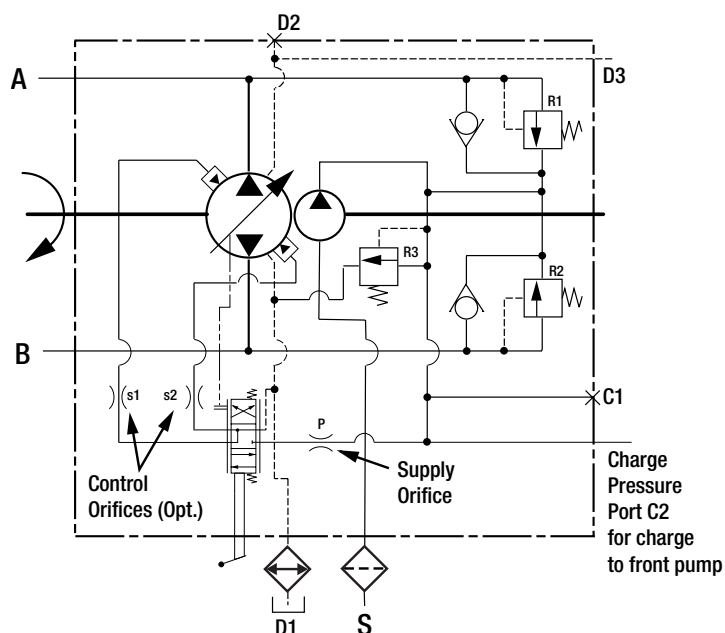 D2
A
D3
R1
R3
R2
B
s1
s2
C1
P
Control
Orifices (Opt.)
Supply
Orifice
Charge
Pressure
Port C2
for charge
to front pump
D1
S